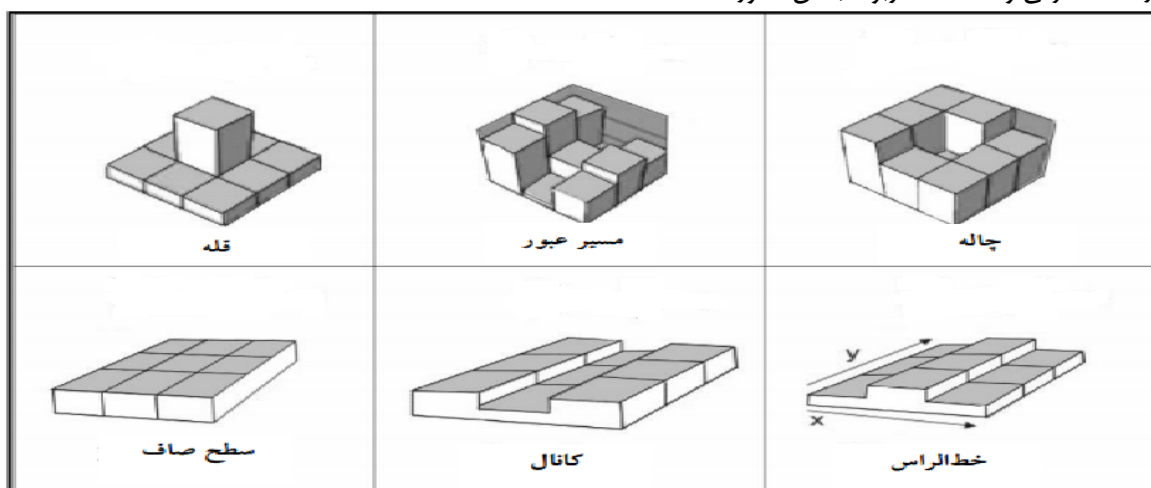 چاله
مسیر عبور
قله
y
x
خط‌الراس
کانال
سطح صاف